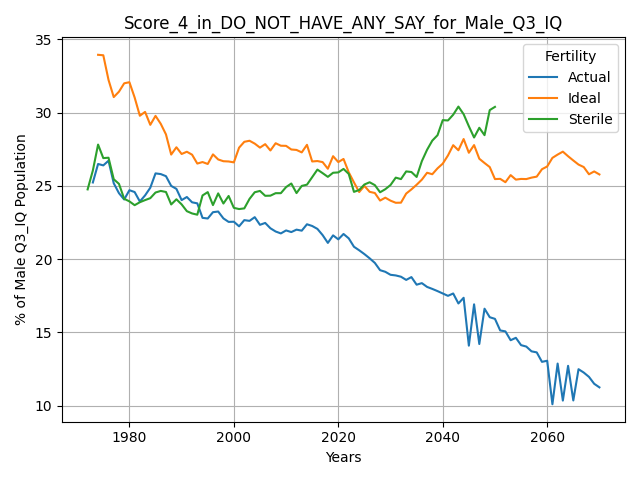 Score_4_in_DO_NOT_HAVE_ANY_SAY_for_Male_Q3_IQ
% of Male Q3_IQ Population
35
30
25
20
15
10
Fertility
Actual
Ideal
Sterile
1980
2000
2020
2040
2060
Years